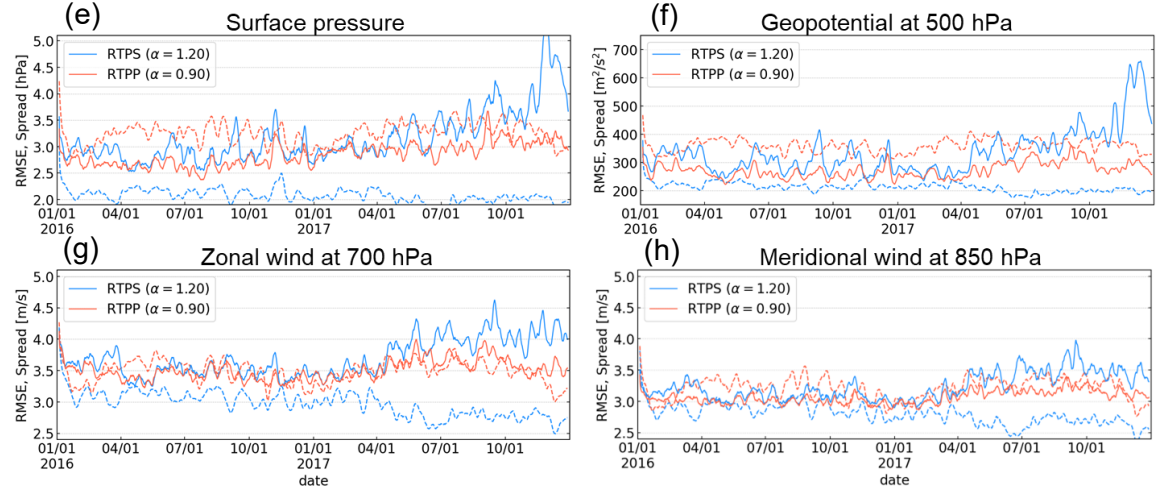 (e) Surface pressure
RMSE, Spread [hPa]
5.0
4.5
4.0
3.5
3.0
2.5
2.0
RTPS (α = 1.20)
RTPP (α = 0.90)
01/01 04/01 07/01 10/01 01/01 04/01 07/01 10/01
2016 2017
(f) Geopotential at 500 hPa
RMSE, Spread [m²/s²]
700
600
500
400
300
200
RTPS (α = 1.20)
RTPP (α = 0.90)
01/01 04/01 07/01 10/01 01/01 04/01 07/01 10/01
2016 2017
(g) Zonal wind at 700 hPa
RMSE, Spread [m/s]
5.0
4.5
4.0
3.5
3.0
2.5
RTPS (α = 1.20)
RTPP (α = 0.90)
01/01 04/01 07/01 10/01 01/01 04/01 07/01 10/01
2016 2017
date
(h) Meridional wind at 850 hPa
RMSE, Spread [m/s]
5.0
4.5
4.0
3.5
3.0
2.5
RTPS (α = 1.20)
RTPP (α = 0.90)
01/01 04/01 07/01 10/01 01/01 04/01 07/01 10/01
2016 2017
date